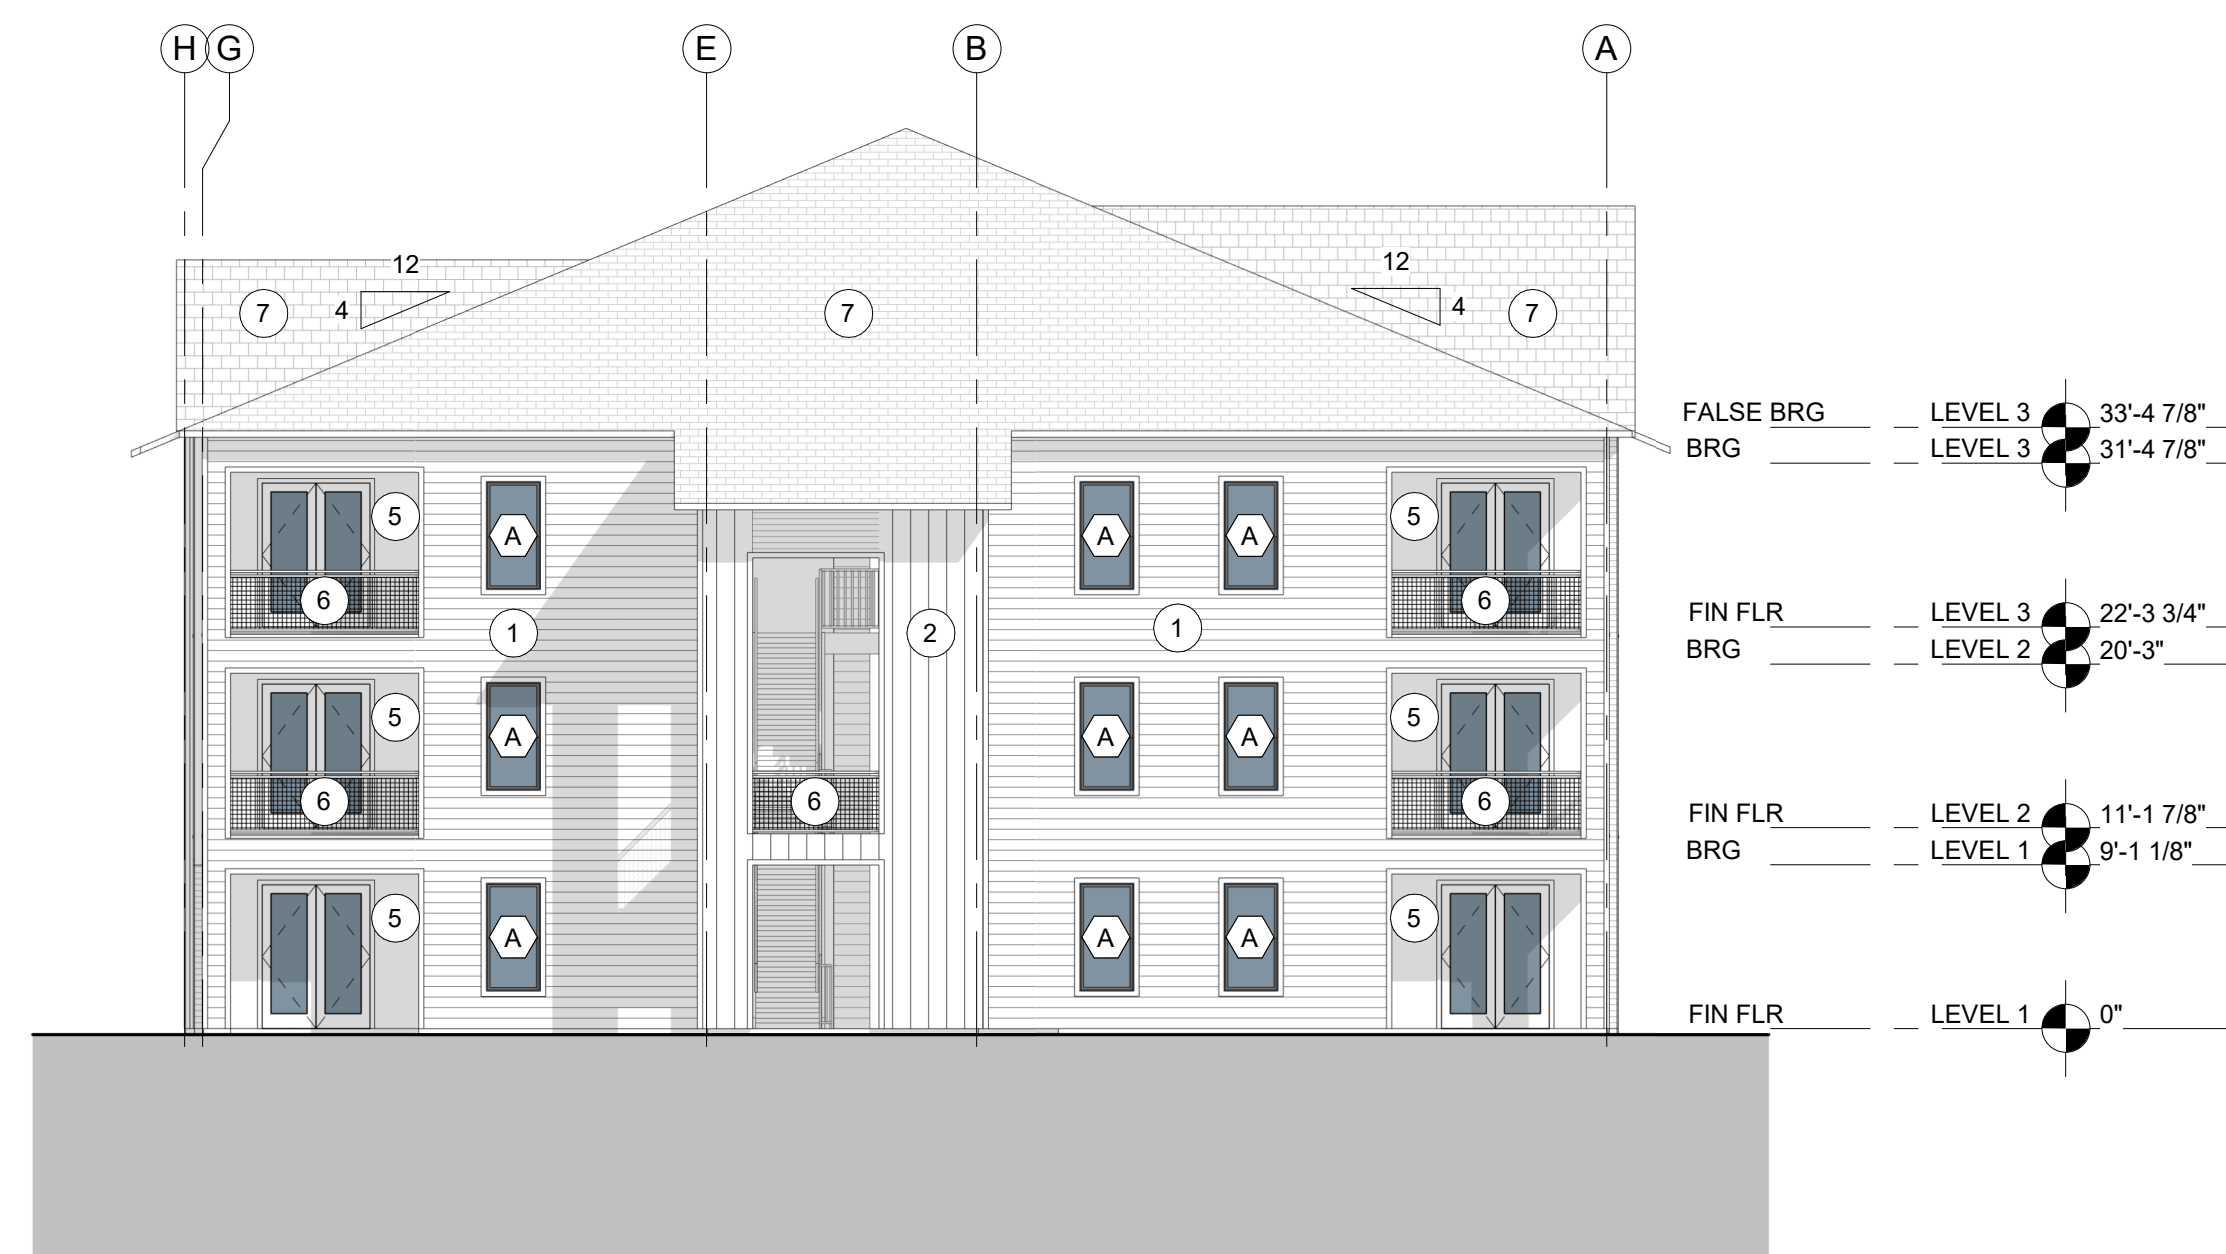 H G E B A
12
12
4
4
7 7 7
FALSE BRG LEVEL 3 33'-4 7/8"
BRG LEVEL 3 31'-4 7/8"
5 A A A 5
6 6
FIN FLR LEVEL 3 22'-3 3/4"
1 2 1
BRG LEVEL 2 20'-3"
5 A A A 5
6 6 6
FIN FLR LEVEL 2 11'-1 7/8"
BRG LEVEL 1 9'-1 1/8"
5 A A A 5
FIN FLR LEVEL 1 0"